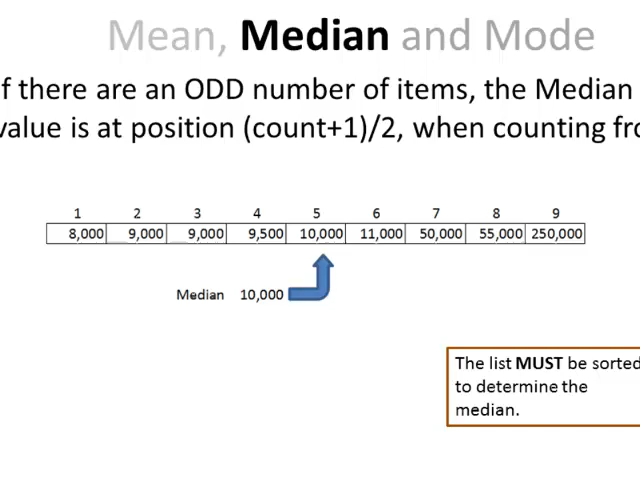 Mean, Median and Mode
f there are an ODD number of items, the Median
value is at position (count+1)/2, when counting fro
1 2 3 4 5 6 7 8 9
8,000 9,000 9,000 9,500 10,000 11,000 50,000 55,000 250,000
Median 10,000
The list MUST be sorted
to determine the
median.